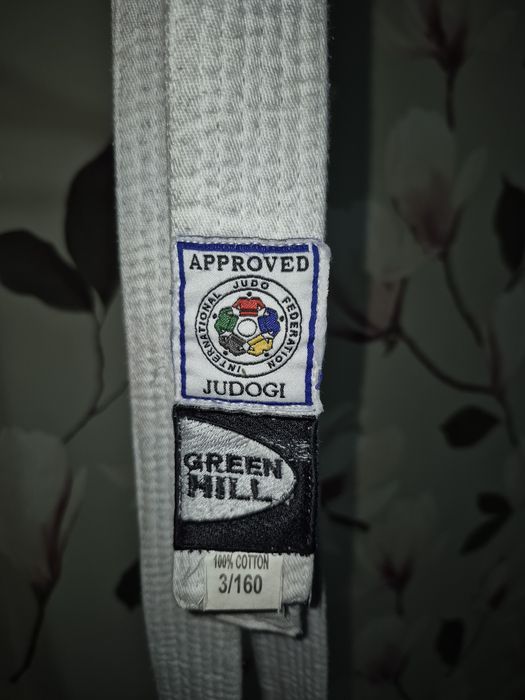 APPROVED
INTERNATIONAL JUDO FEDERATION
JUDOGI
GREEN
HILL
100% COTTON
3/160